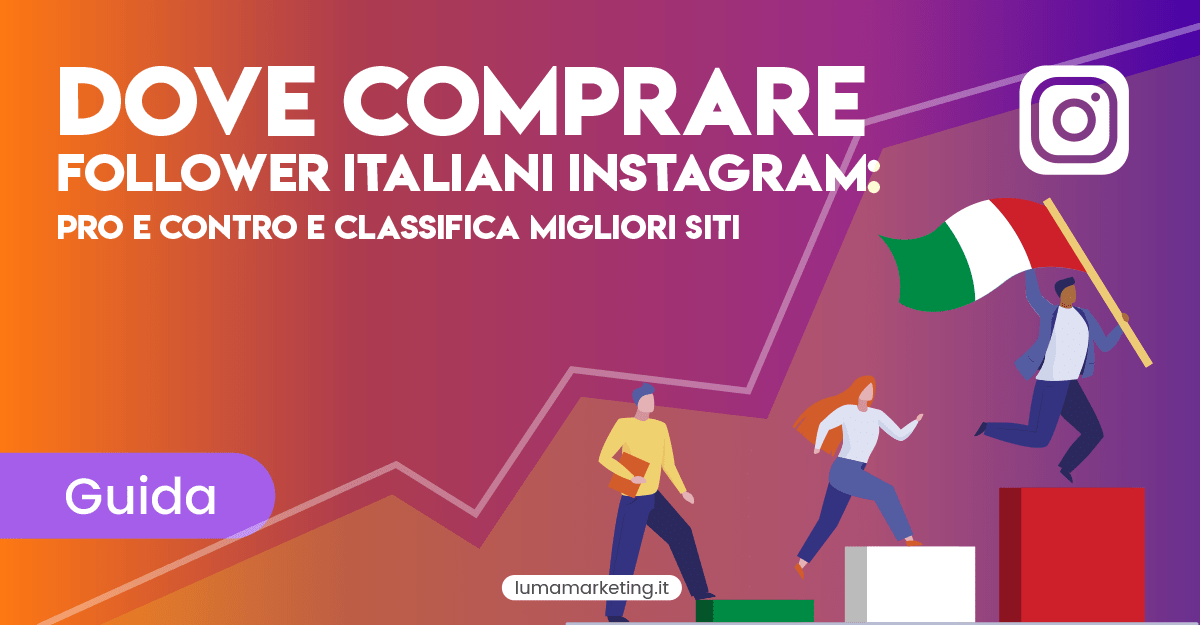 DOVE COMPRARE
FOLLOWER ITALIANI INSTAGRAM:
PRO E CONTRO E CLASSIFICA MIGLIORI SITI
Guida
lumamarketing.it